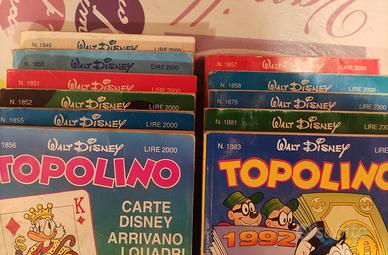 N. 1849 WALT DISNEY LIRE 2000
N. 1850 WALT DISNEY LIRE 2000
N. 1851 WALT DISNEY LIRE 2000
N. 1852 WALT DISNEY LIRE 2000
N. 1855 WALT DISNEY LIRE 2000
1856 WALT DISNEY LIRE 2000
TOPOLINO
CARTE
DISNEY
ARRIVANO
I QUADRI
K
N. 1857 WALT DISNEY LIRE 2000
N. 1858 WALT DISNEY LIRE 2000
N. 1879 WALT DISNEY LIRE 2000
N. 1881 WALT DISNEY LIRE 2000
N. 1883 WALT DISNEY LIRE 2000
TOPOLINO
1992